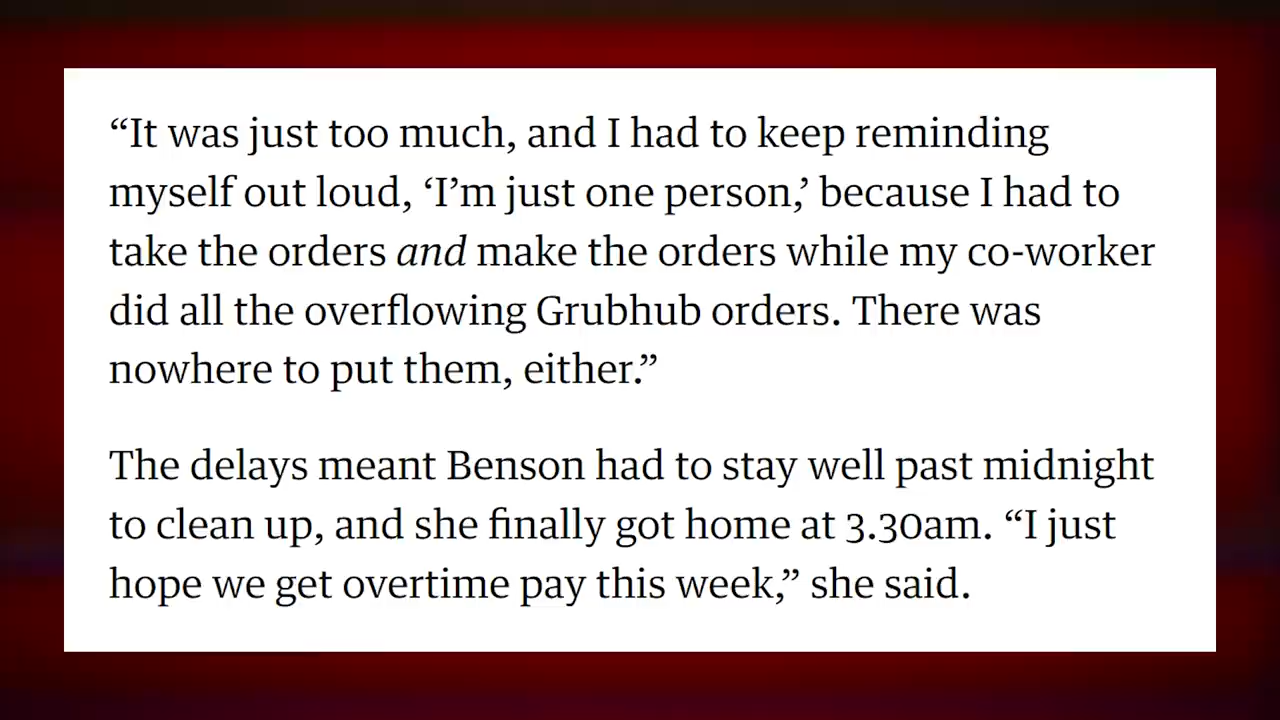 “It was just too much, and I had to keep reminding
myself out loud, ‘I’m just one person,’ because I had to
take the orders and make the orders while my co-worker
did all the overflowing Grubhub orders. There was
nowhere to put them, either.”
The delays meant Benson had to stay well past midnight
to clean up, and she finally got home at 3.30am. “I just
hope we get overtime pay this week,” she said.